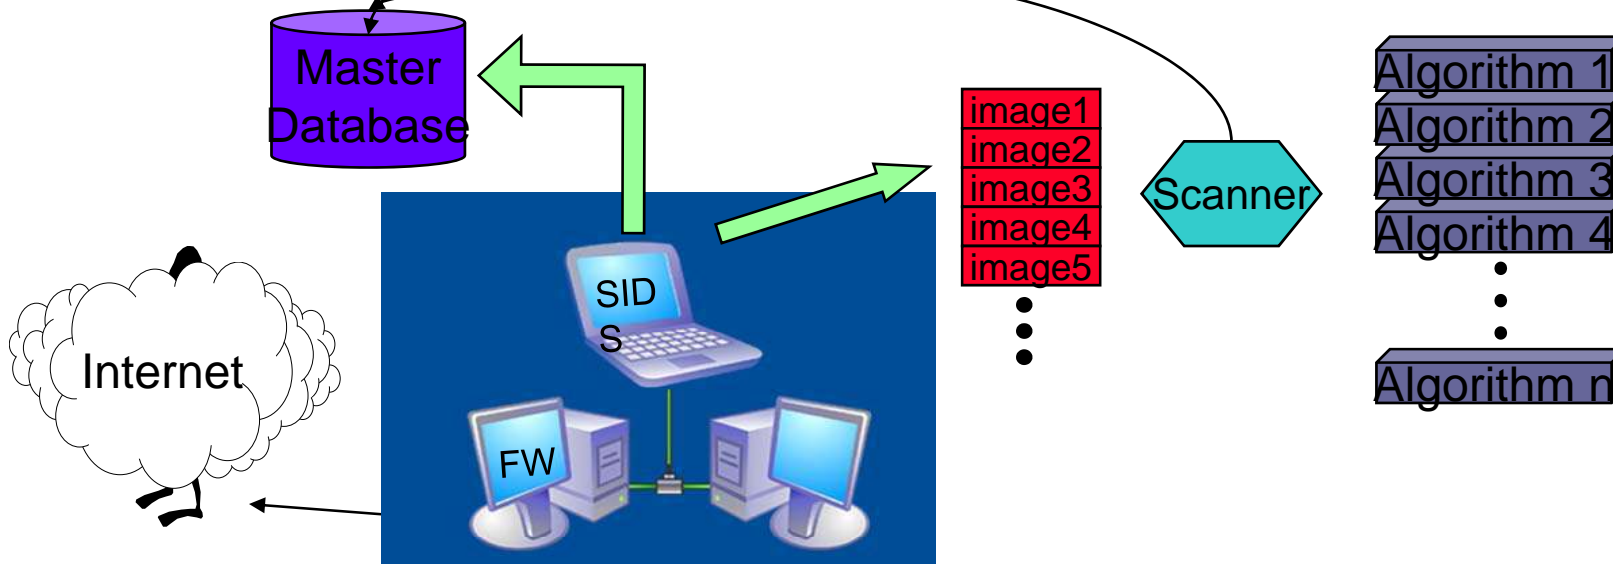 Master
Database
image1
image2
image3
image4
image5
Scanner
Algorithm 1
Algorithm 2
Algorithm 3
Algorithm 4
Algorithm n
Internet
SID
S
FW